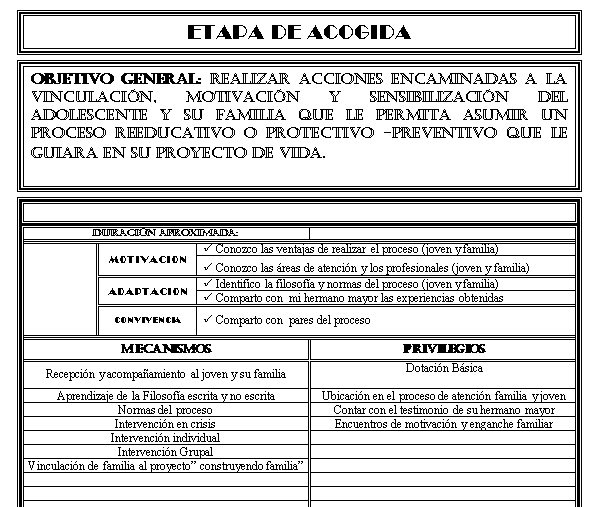 ETAPA DE ACOGIDA
OBJETIVO GENERAL: REALIZAR ACCIONES ENCAMINADAS A LA
VINCULACIÓN, MOTIVACIÓN Y SENSIBILIZACIÓN DEL
ADOLESCENTE Y SU FAMILIA QUE LE PERMITA ASUMIR UN
PROCESO REEDUCATIVO O PROTECTIVO –PREVENTIVO QUE LE
GUIARA EN SU PROYECTO DE VIDA.
DURACIÓN APROXIMADA:
MOTIVACION
✓ Conozco las ventajas de realizar el proceso (joven y familia)
✓ Conozco las áreas de atención y los profesionales (joven y familia)
ADAPTACION
✓ Identifico la filosofía y normas del proceso (joven y familia)
✓ Comparto con mi hermano mayor las experiencias obtenidas
CONVIVENCIA
✓ Comparto con pares del proceso
MECANISMOS PRIVILEGIOS
Recepción y acompañamiento al joven y su familia Dotación Básica
Aprendizaje de la Filosofía escrita y no escrita Ubicación en el proceso de atención familia y joven
Normas del proceso Contar con el testimonio de su hermano mayor
Intervención en crisis Encuentros de motivación y enganche familiar
Intervención individual
Intervención Grupal
Vinculación de familia al proyecto" construyendo familia"